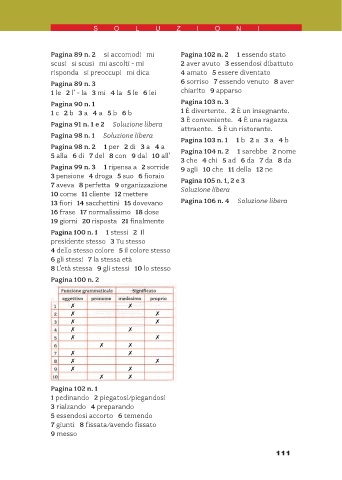 SOLUZIONI
Pagina 89 n. 2 si accomodi mi
scusi si scusi mi ascolti - mi
risponda si preoccupi mi dica
Pagina 89 n. 3
1 le 2 l' - la 3 mi 4 la 5 le 6 lei
Pagina 90 n. 1
1 c 2 b 3 a 4 a 5 b 6 b
Pagina 91 n. 1 e 2 Soluzione libera
Pagina 98 n. 1 Soluzione libera
Pagina 98 n. 2 1 per 2 di 3 a 4 a
5 alla 6 di 7 del 8 con 9 dal 10 all'
Pagina 99 n. 3 1 ripensa a 2 sorride
3 pensione 4 droga 5 suo 6 fioraio
7 aveva 8 perfetta 9 organizzazione
10 come 11 cliente 12 mettere
13 fiori 14 sacchettini 15 dovevano
16 frase 17 normalissimo 18 dose
19 giorni 20 risposta 21 finalmente
Pagina 100 n. 1 1 stessi 2 Il
presidente stesso 3 Tu stesso
4 dello stesso colore 5 il colore stesso
6 gli stessi 7 la stessa età
8 L'età stessa 9 gli stessi 10 lo stesso
Pagina 100 n. 2
Funzione grammaticale Significato
aggettivo pronome medesimo proprio
1 ✗ ✗
2 ✗ ✗
3 ✗ ✗
4 ✗ ✗
5 ✗ ✗
6 ✗ ✗
7 ✗ ✗
8 ✗ ✗
9 ✗ ✗
10 ✗ ✗
Pagina 102 n. 1
1 pedinando 2 piegatosi/piegandosi
3 rialzando 4 preparando
5 essendosi accorto 6 temendo
7 giunti 8 fissata/avendo fissato
9 messo
Pagina 102 n. 2 1 essendo stato
2 aver avuto 3 essendosi dibattuto
4 amato 5 essere diventato
6 sorriso 7 essendo venuto 8 aver
chiarito 9 apparso
Pagina 103 n. 3
1 È divertente. 2 È un insegnante.
3 È conveniente. 4 È una ragazza
attraente. 5 È un ristorante.
Pagina 103 n. 1 1 b 2 a 3 a 4 b
Pagina 104 n. 2 1 sarebbe 2 nome
3 che 4 chi 5 ad 6 da 7 da 8 da
9 agli 10 che 11 della 12 ne
Pagina 105 n. 1, 2 e 3
Soluzione libera
Pagina 106 n. 4 Soluzione libera
111